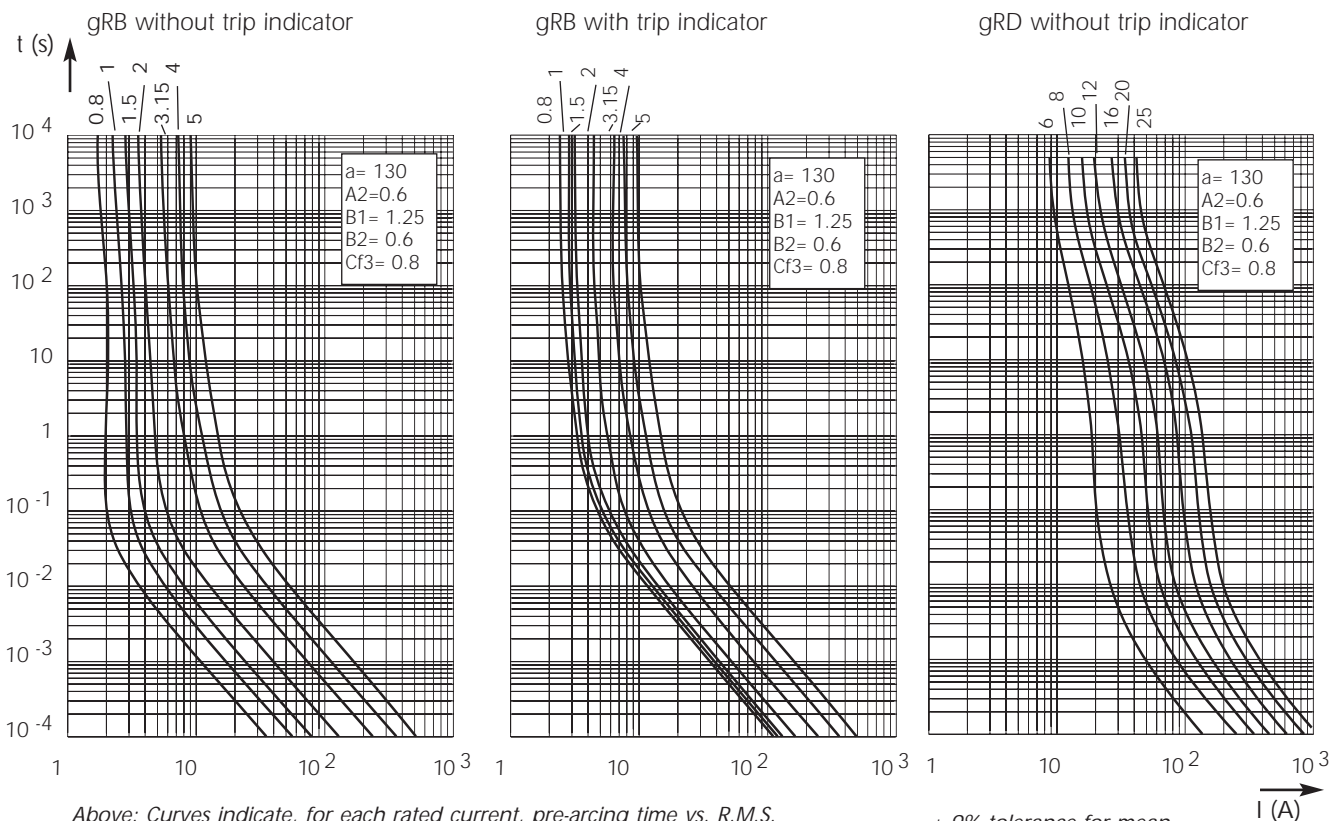 gRB without trip indicator
gRB with trip indicator
gRD without trip indicator
t (s)
0.8 1 1.5 2 3.15 4 5
0.8 1 1.5 2 3.15 4 5
6 8 10 12 16 20 25
10 4
10 3
10 2
10
1
10 -1
10 -2
10 -3
10 -4
a= 130
A2=0.6
B1= 1.25
B2= 0.6
Cf3= 0.8
a= 130
A2=0.6
B1= 1.25
B2= 0.6
Cf3= 0.8
a= 130
A2=0.6
B1= 1.25
B2= 0.6
Cf3= 0.8
1 10 10 2 10 3
1 10 10 2 10 3
1 10 10 2 10 3
I (A)
Above: Curves indicate, for each rated current, pre-arcing time vs. R.M.S.
tolerance for mean